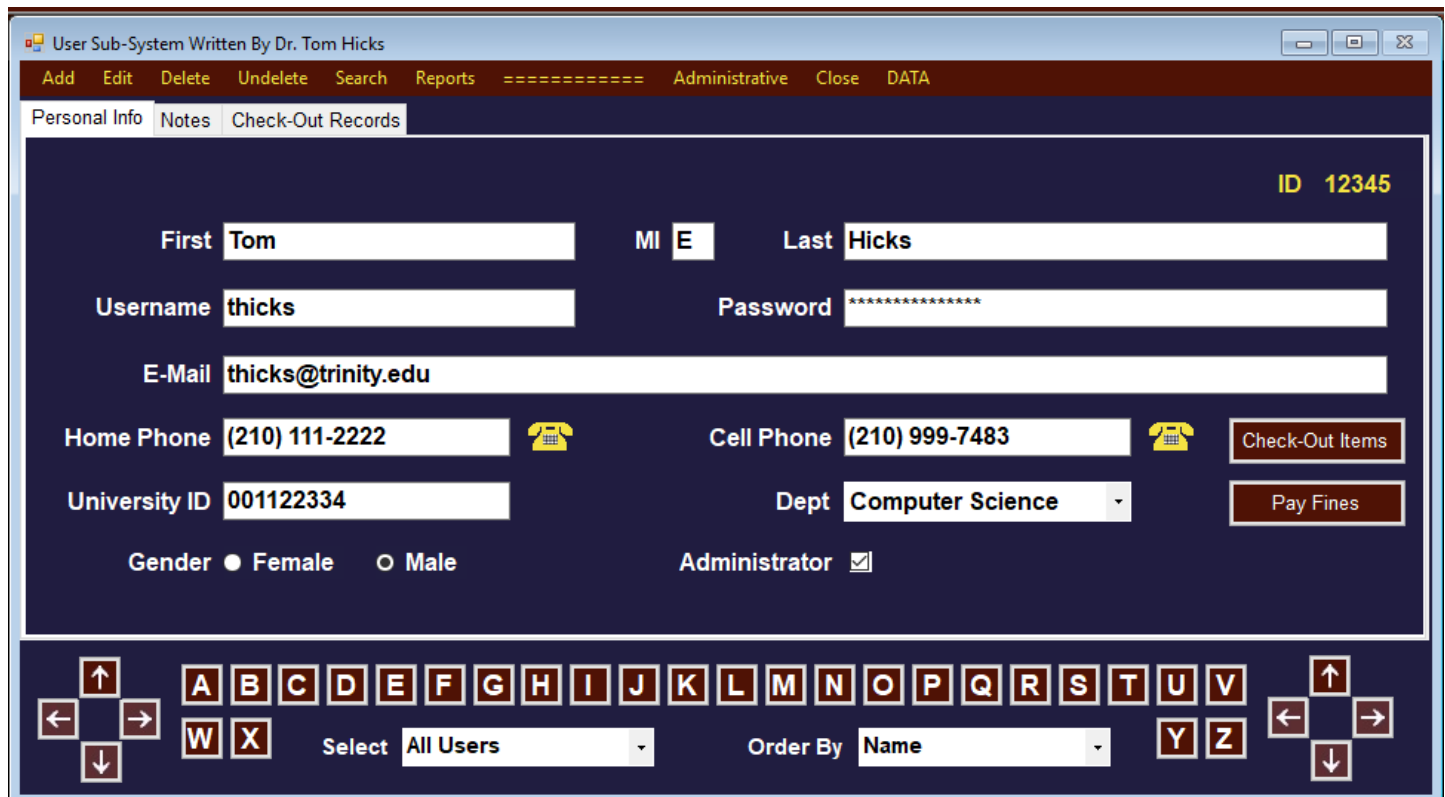 User Sub-System Written By Dr. Tom Hicks
Add Edit Delete Undelete Search Reports ============ Administrative Close DATA
Personal Info Notes Check-Out Records
ID 12345
First Tom MI E Last Hicks
Username thicks Password ***************
E-Mail thicks@trinity.edu
Home Phone (210) 111-2222 Cell Phone (210) 999-7483 Check-Out Items
University ID 001122334 Dept Computer Science Pay Fines
Gender Female Male Administrator
A B C D E F G H I J K L M N O P Q R S T U V
W X Select All Users Order By Name Y Z